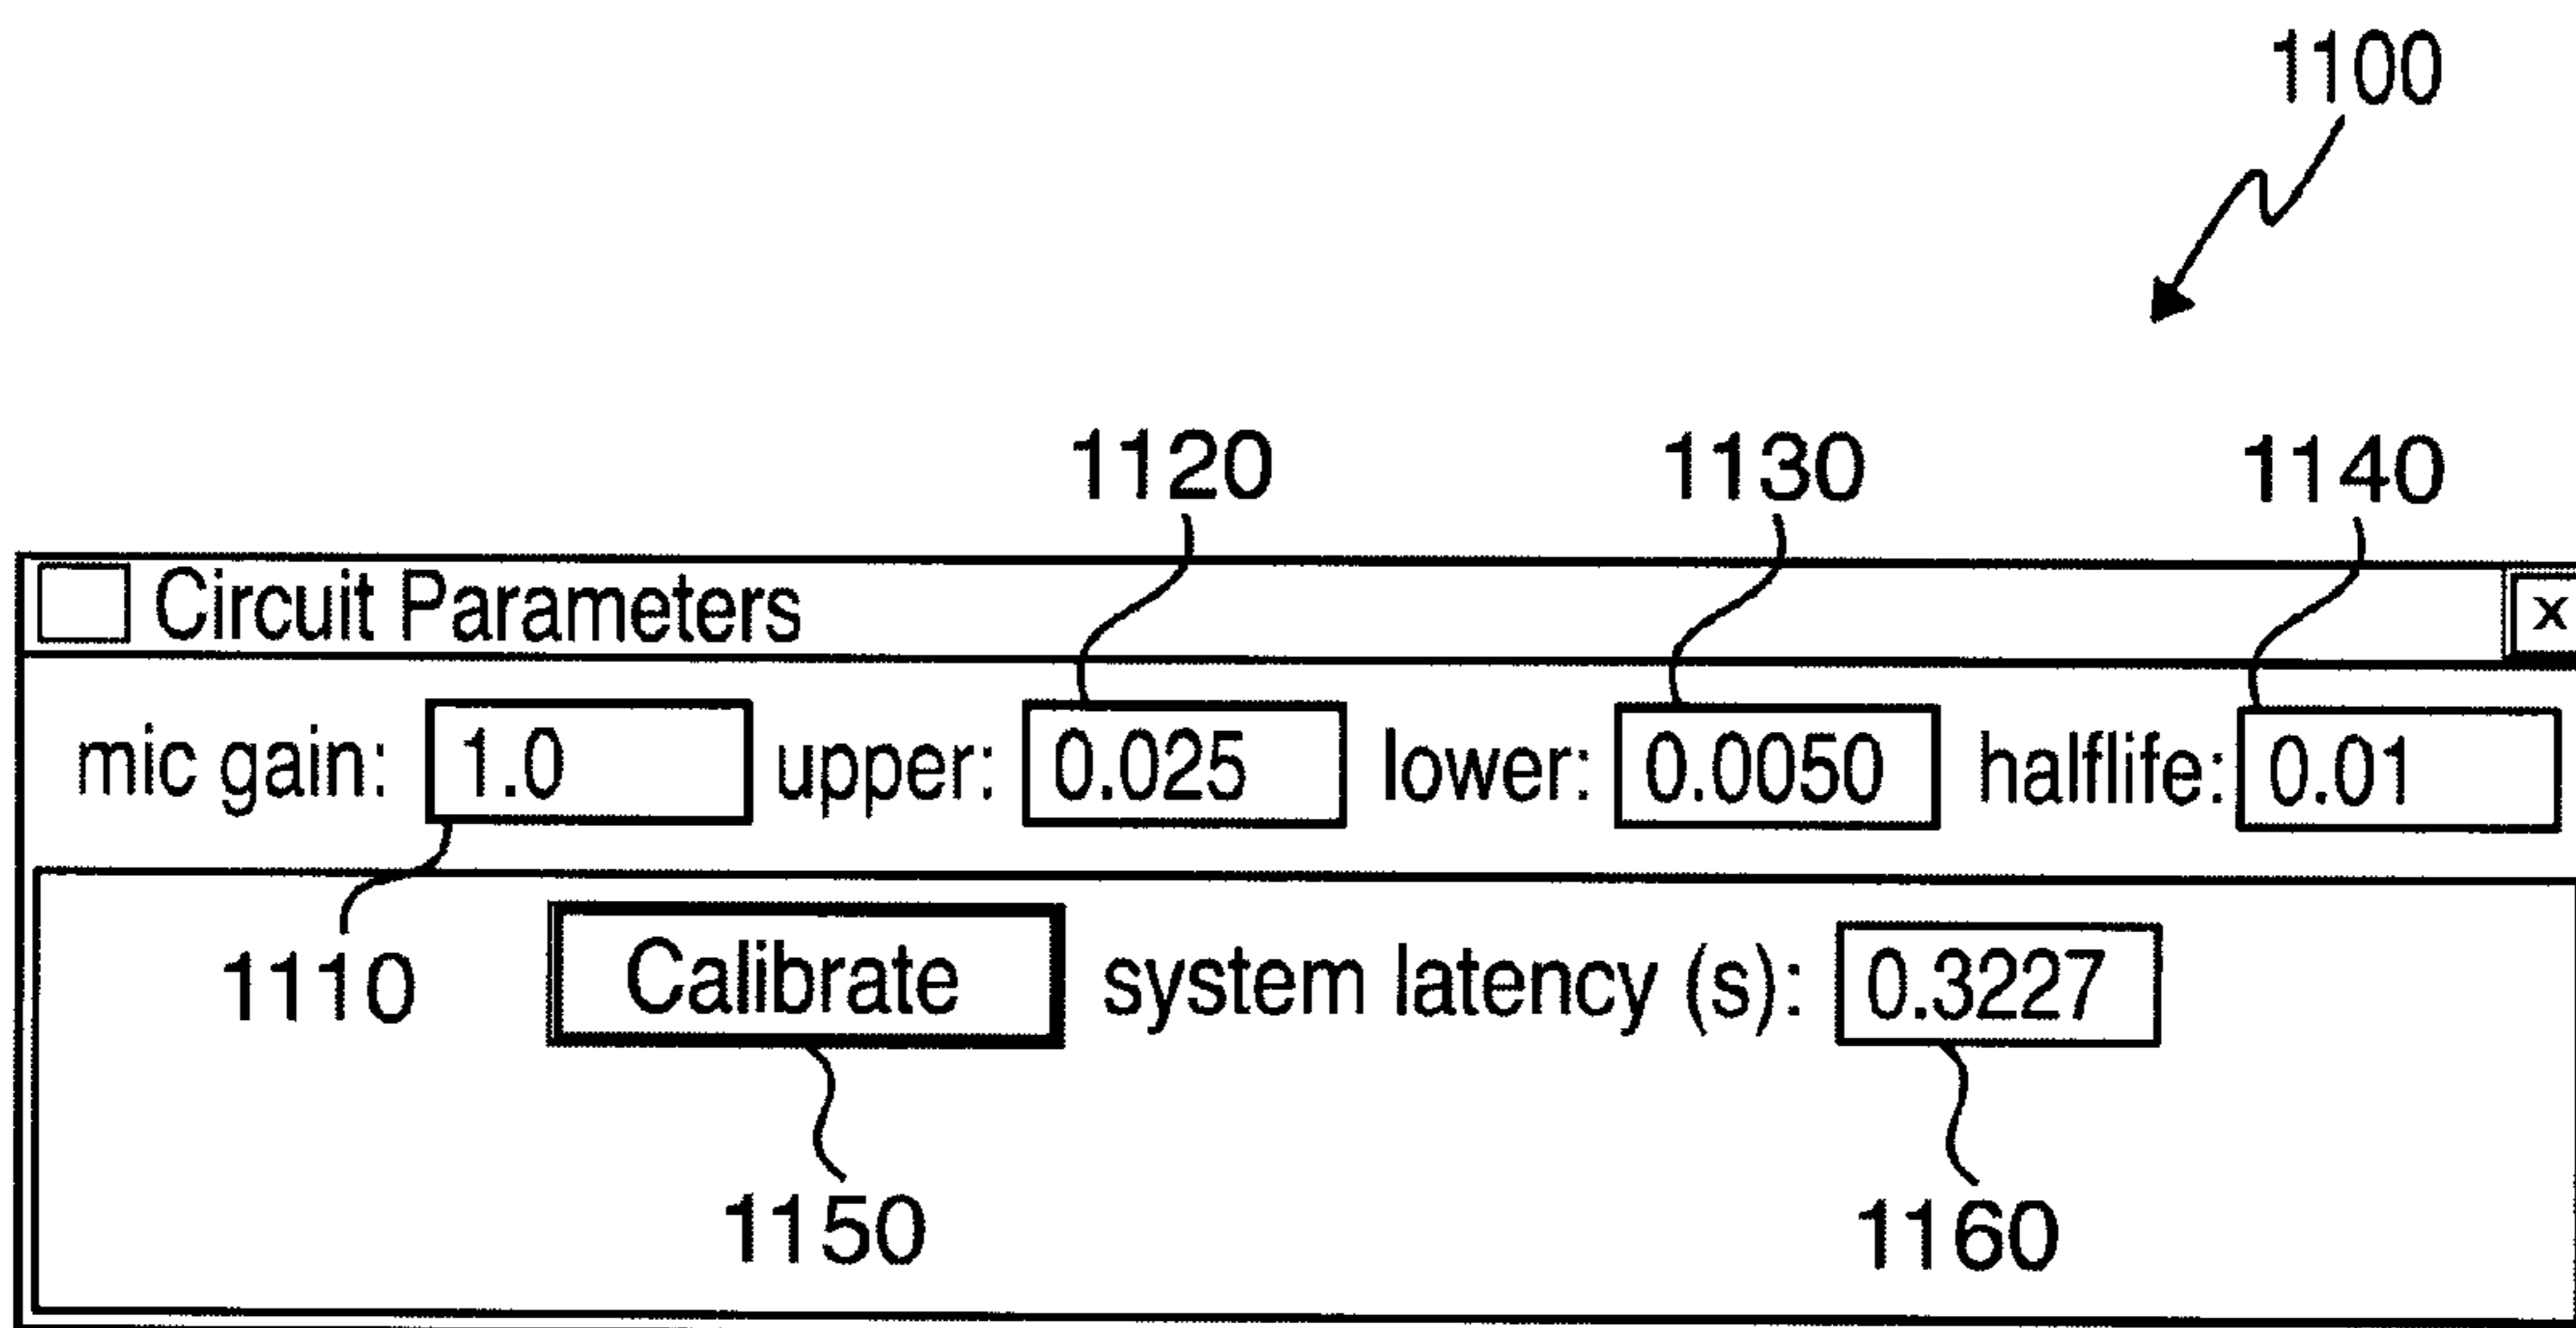 1100
1120 1130 1140
Circuit Parameters x
mic gain: 1.0 upper: 0.025 lower: 0.0050 halflife: 0.01
1110 Calibrate system latency (s): 0.3227
1150 1160